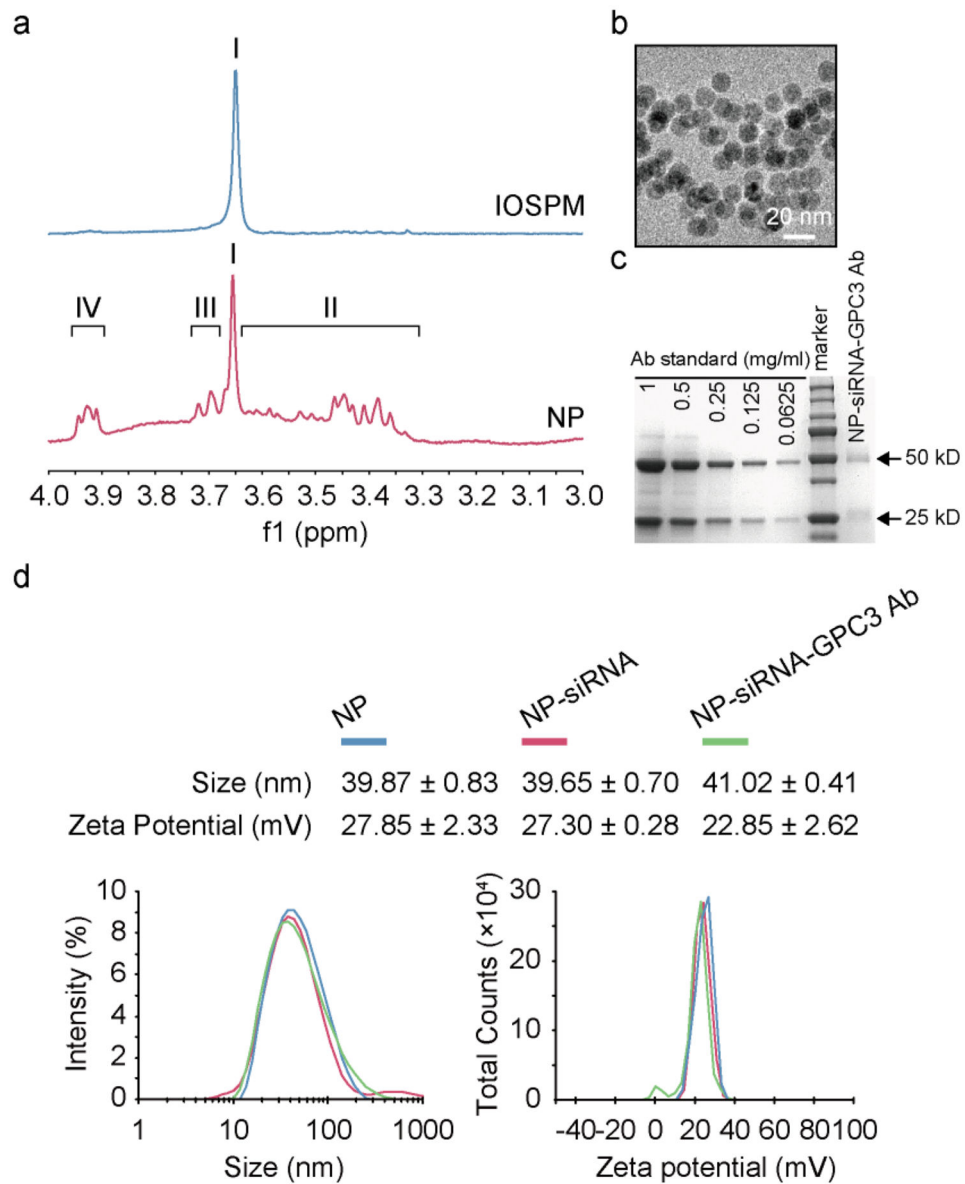 a
I
IOSPM
I
IV
III
II
NP
4.0 3.9 3.8 3.7 3.6 3.5 3.4 3.3 3.2 3.1 3.0
f1 (ppm)
b
20 nm
c
Ab standard (mg/ml)
1
0.5
0.25
0.125
0.0625
marker
NP-siRNA-GPC3 Ab
50 kD
25 kD
d
NP
NP-siRNA
NP-siRNA-GPC3 Ab
Size (nm) 39.87 ± 0.83 39.65 ± 0.70 41.02 ± 0.41
Zeta Potential (mV) 27.85 ± 2.33 27.30 ± 0.28 22.85 ± 2.62
Intensity (%)
10
8
6
4
2
0
1 10 100 1000
Size (nm)
Total Counts (×10⁴)
30
20
10
0
-40 -20 0 20 40 60 80 100
Zeta potential (mV)